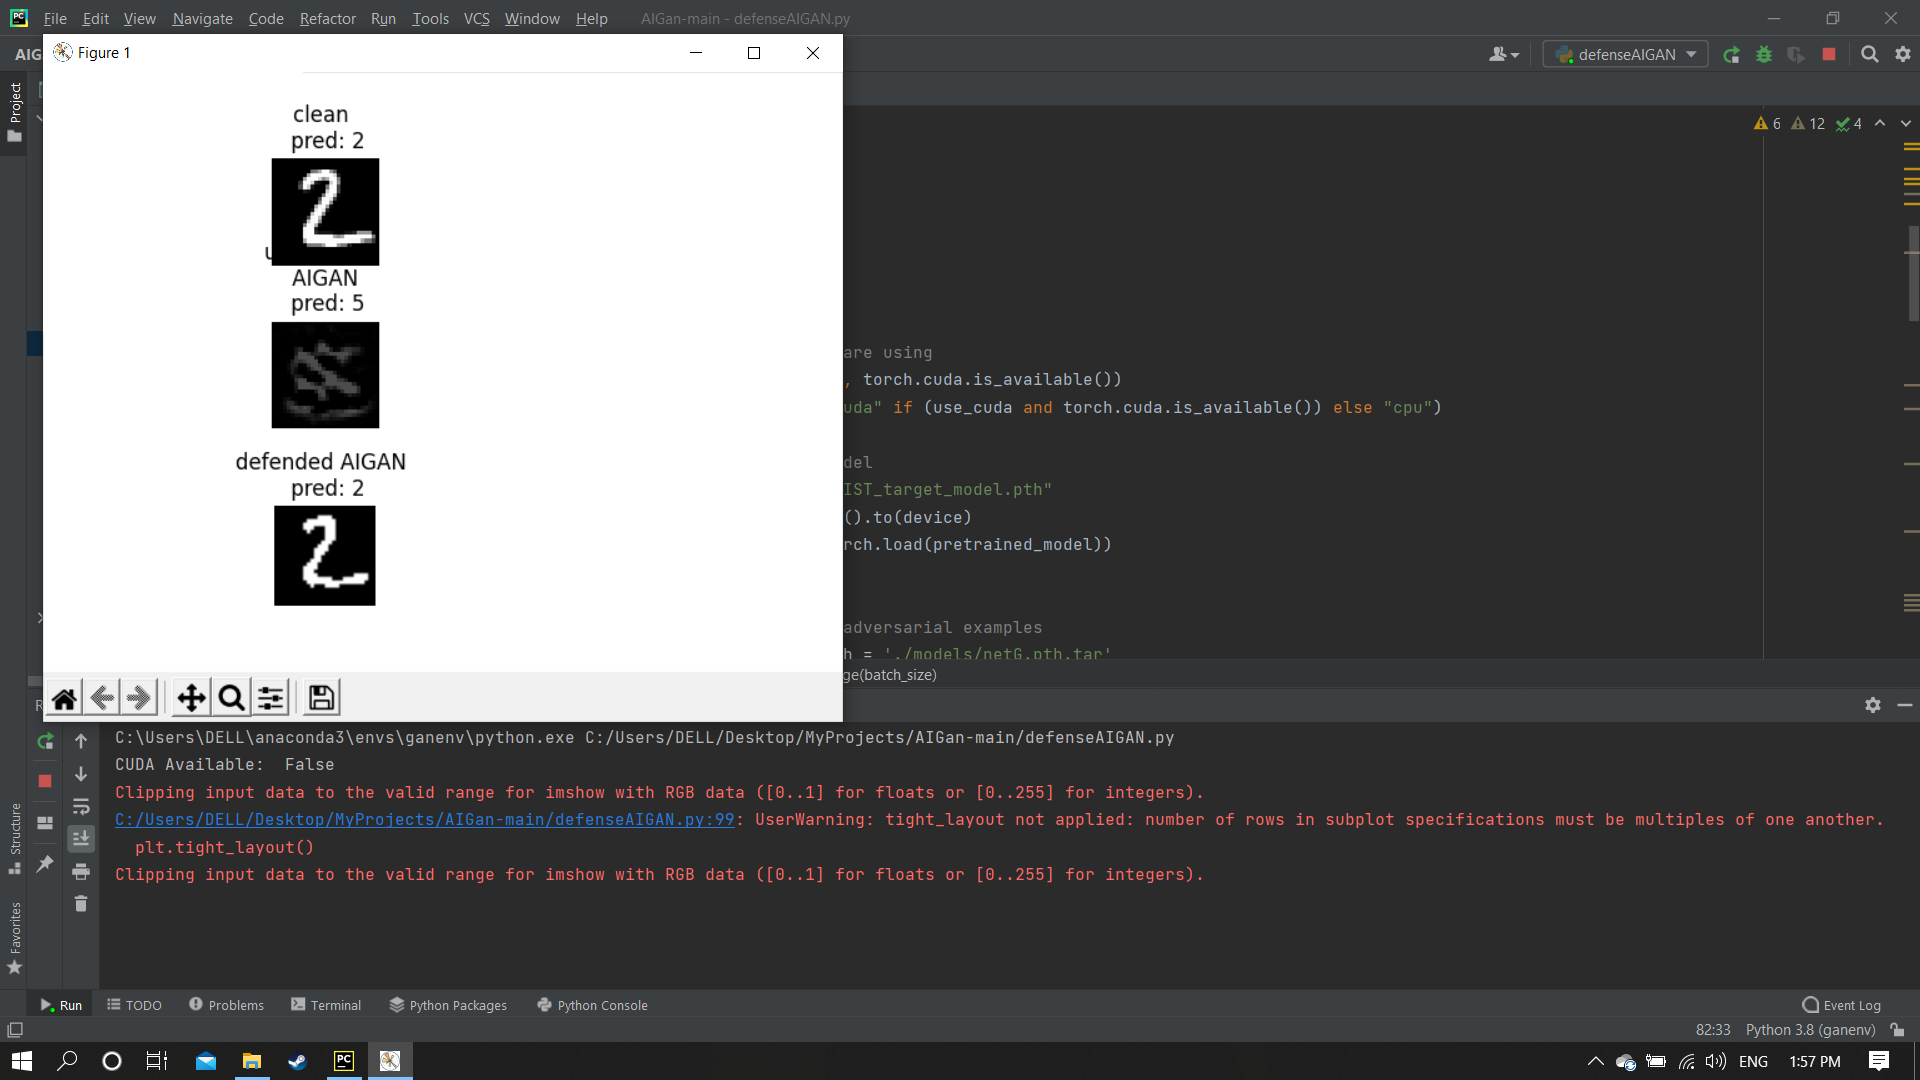 File Edit View Navigate Code Refactor Run Tools VCS Window Help AIGan-main - defenseAIGAN.py
AIG
Figure 1
defenseAIGAN
Project
6 12 4
clean
pred: 2
AIGAN
pred: 5
defended AIGAN
pred: 2
are using
, torch.cuda.is_available())
uda" if (use_cuda and torch.cuda.is_available()) else "cpu")
del
IST_target_model.pth"
().to(device)
rch.load(pretrained_model))
adversarial examples
h = './models/netG.pth.tar'
ge(batch_size)
R
C:\Users\DELL\anaconda3\envs\ganenv\python.exe C:/Users/DELL/Desktop/MyProjects/AIGan-main/defenseAIGAN.py
CUDA Available:  False
Clipping input data to the valid range for imshow with RGB data ([0..1] for floats or [0..255] for integers).
C:/Users/DELL/Desktop/MyProjects/AIGan-main/defenseAIGAN.py:99: UserWarning: tight_layout not applied: number of rows in subplot specifications must be multiples of one another.
plt.tight_layout()
Clipping input data to the valid range for imshow with RGB data ([0..1] for floats or [0..255] for integers).
Structure
Favorites
Run TODO Problems Terminal Python Packages Python Console Event Log
82:33 Python 3.8 (ganenv)
ENG 1:57 PM